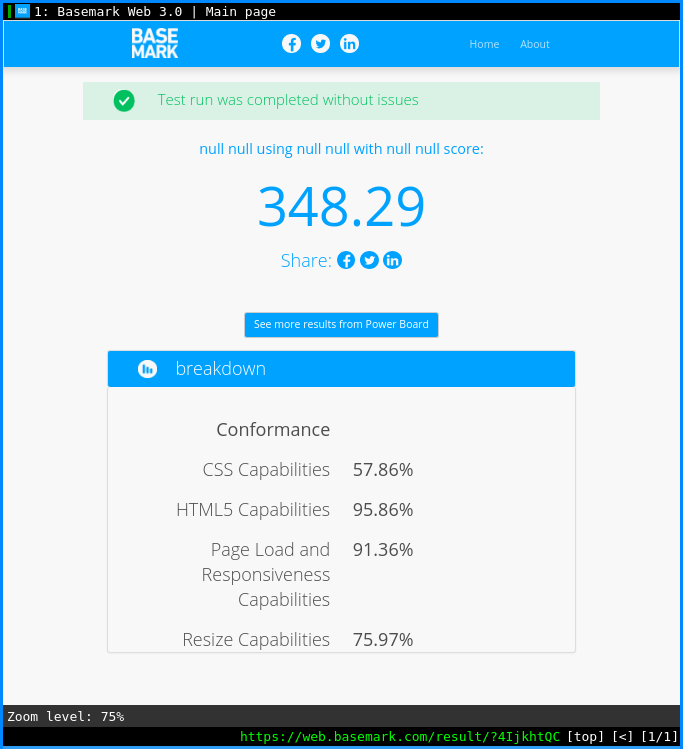 1: Basemark Web 3.0 | Main page
BASE
MARK
Home About
Test run was completed without issues
null null using null null with null null score:
348.29
Share:
See more results from Power Board
breakdown
Conformance
CSS Capabilities 57.86%
HTML5 Capabilities 95.86%
Page Load and 91.36%
Responsiveness
Capabilities
Resize Capabilities 75.97%
Zoom level: 75%
https://web.basemark.com/result/?4IjkhtQC [top] [<] [1/1]